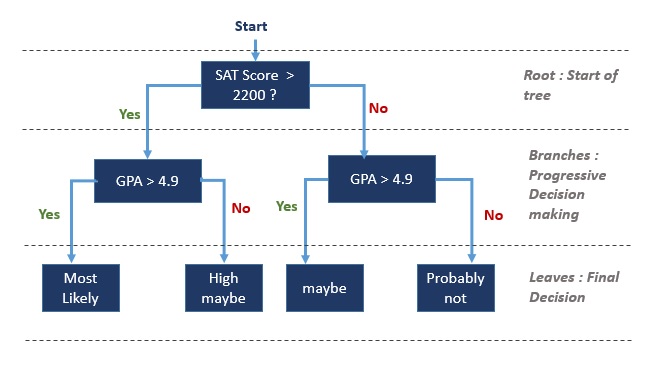 Start
SAT Score >
2200 ?
Root : Start of
tree
Yes
No
GPA > 4.9
GPA > 4.9
Branches :
Progressive
Decision
making
Yes
No
Yes
No
Most
Likely
High
maybe
maybe
Probably
not
Leaves : Final
Decision